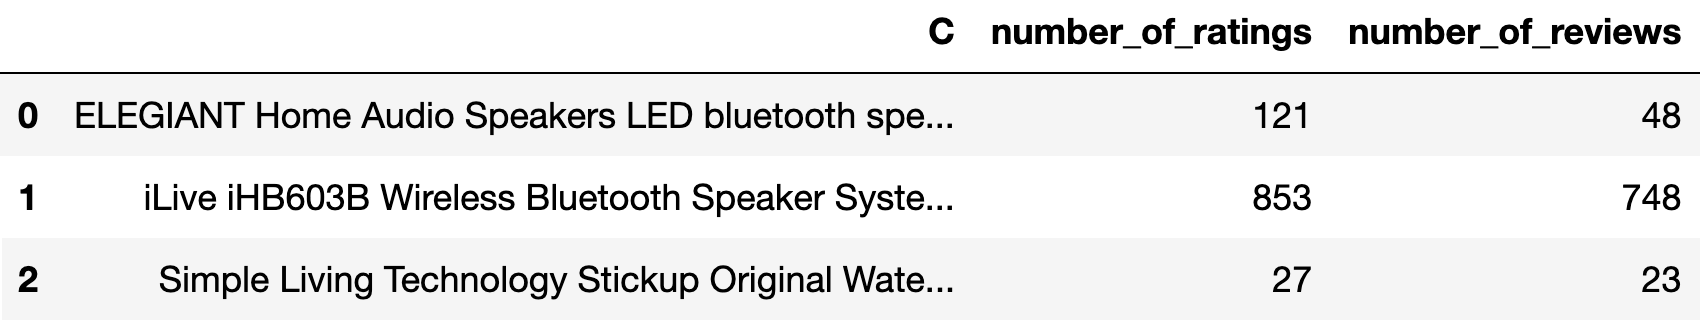 C number_of_ratings number_of_reviews
0 ELEGIANT Home Audio Speakers LED bluetooth spe... 121 48
1 iLive iHB603B Wireless Bluetooth Speaker Syste... 853 748
2 Simple Living Technology Stickup Original Wate... 27 23